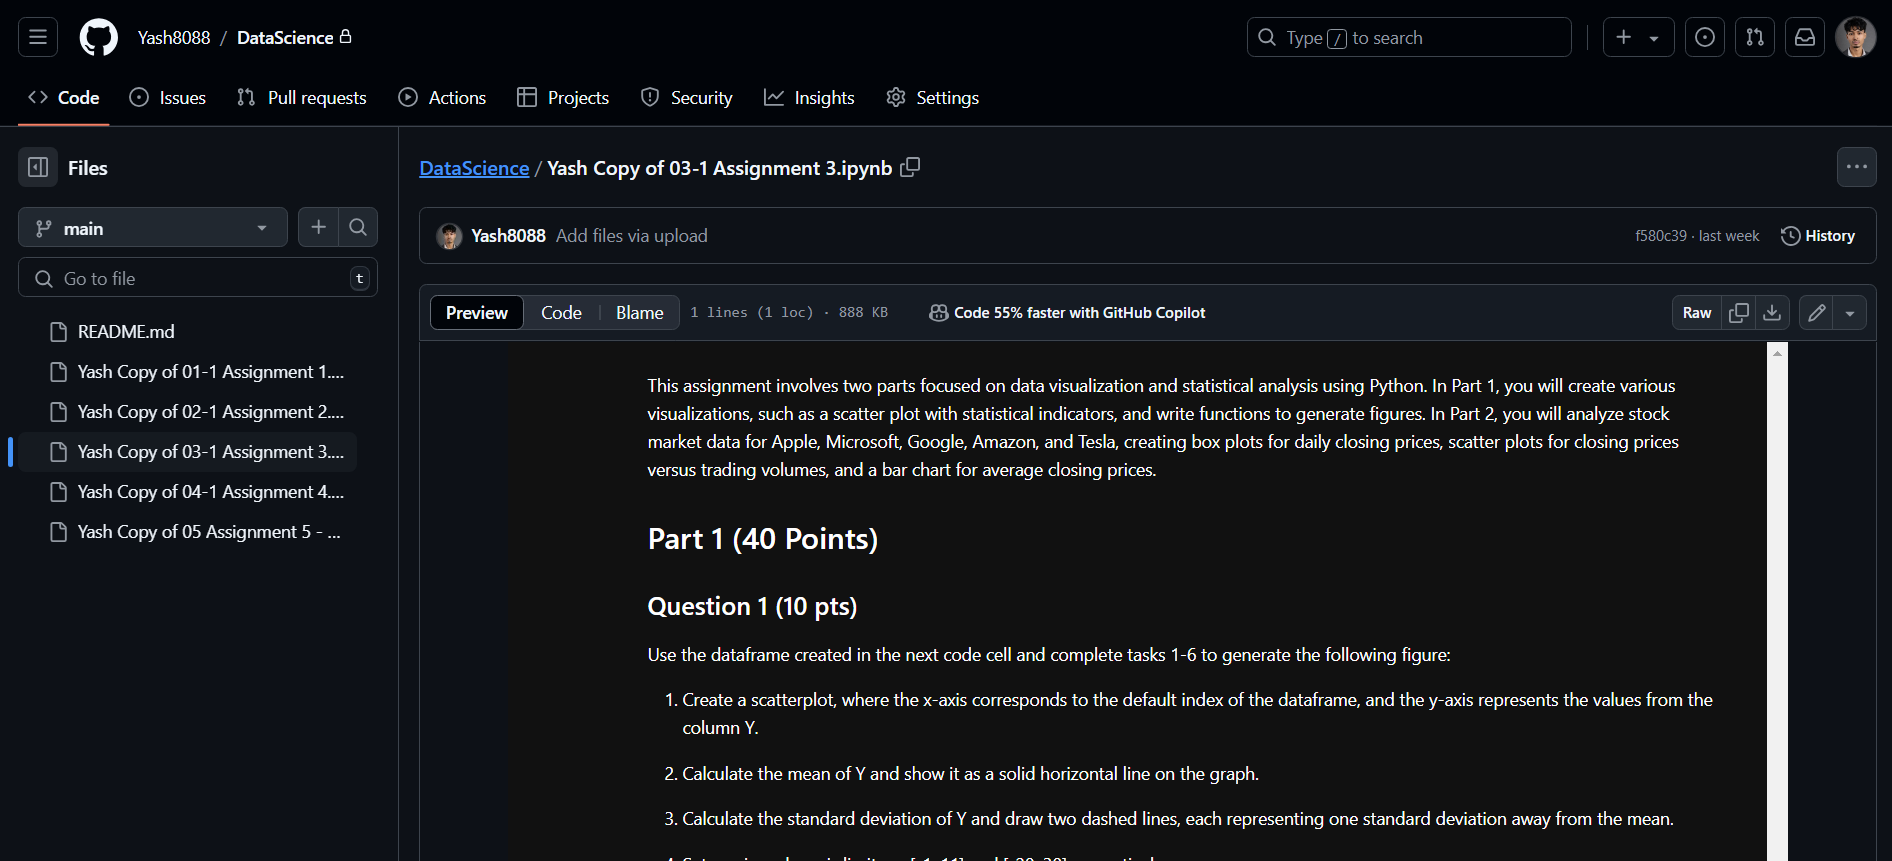 Yash8088 / DataScience
Type / to search
Code Issues Pull requests Actions Projects Security Insights Settings
Files
main
Go to file t
README.md
Yash Copy of 01-1 Assignment 1....
Yash Copy of 02-1 Assignment 2....
Yash Copy of 03-1 Assignment 3....
Yash Copy of 04-1 Assignment 4....
Yash Copy of 05 Assignment 5 - ...
DataScience / Yash Copy of 03-1 Assignment 3.ipynb
Yash8088 Add files via upload
f580c39 · last week History
Preview Code Blame 1 lines (1 loc) · 888 KB Code 55% faster with GitHub Copilot Raw
This assignment involves two parts focused on data visualization and statistical analysis using Python. In Part 1, you will create various
visualizations, such as a scatter plot with statistical indicators, and write functions to generate figures. In Part 2, you will analyze stock
market data for Apple, Microsoft, Google, Amazon, and Tesla, creating box plots for daily closing prices, scatter plots for closing prices
versus trading volumes, and a bar chart for average closing prices.
Part 1 (40 Points)
Question 1 (10 pts)
Use the dataframe created in the next code cell and complete tasks 1-6 to generate the following figure:
1. Create a scatterplot, where the x-axis corresponds to the default index of the dataframe, and the y-axis represents the values from the
column Y.
2. Calculate the mean of Y and show it as a solid horizontal line on the graph.
3. Calculate the standard deviation of Y and draw two dashed lines, each representing one standard deviation away from the mean.